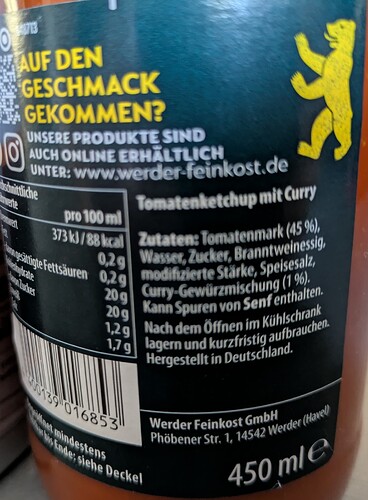 AUF DEN
GESCHMACK
GEKOMMEN?
UNSERE PRODUKTE SIND
AUCH ONLINE ERHÄLTLICH
UNTER: www.werder-feinkost.de
pro 100 ml
373 kJ / 88 kcal
0,2 g
gesättigte Fettsäuren 0,2 g
20 g
Zucker 20 g
1,2 g
1,7 g
Tomatenketchup mit Curry
Zutaten: Tomatenmark (45 %),
Wasser, Zucker, Branntweinessig,
modifizierte Stärke, Speisesalz,
Curry-Gewürzmischung (1 %).
Kann Spuren von Senf enthalten.
Nach dem Öffnen im Kühlschrank
lagern und kurzfristig aufbrauchen.
Hergestellt in Deutschland.
016853
mindestens
Ende: siehe Deckel
Werder Feinkost GmbH
Phöbener Str. 1, 14542 Werder (Havel)
450 ml e